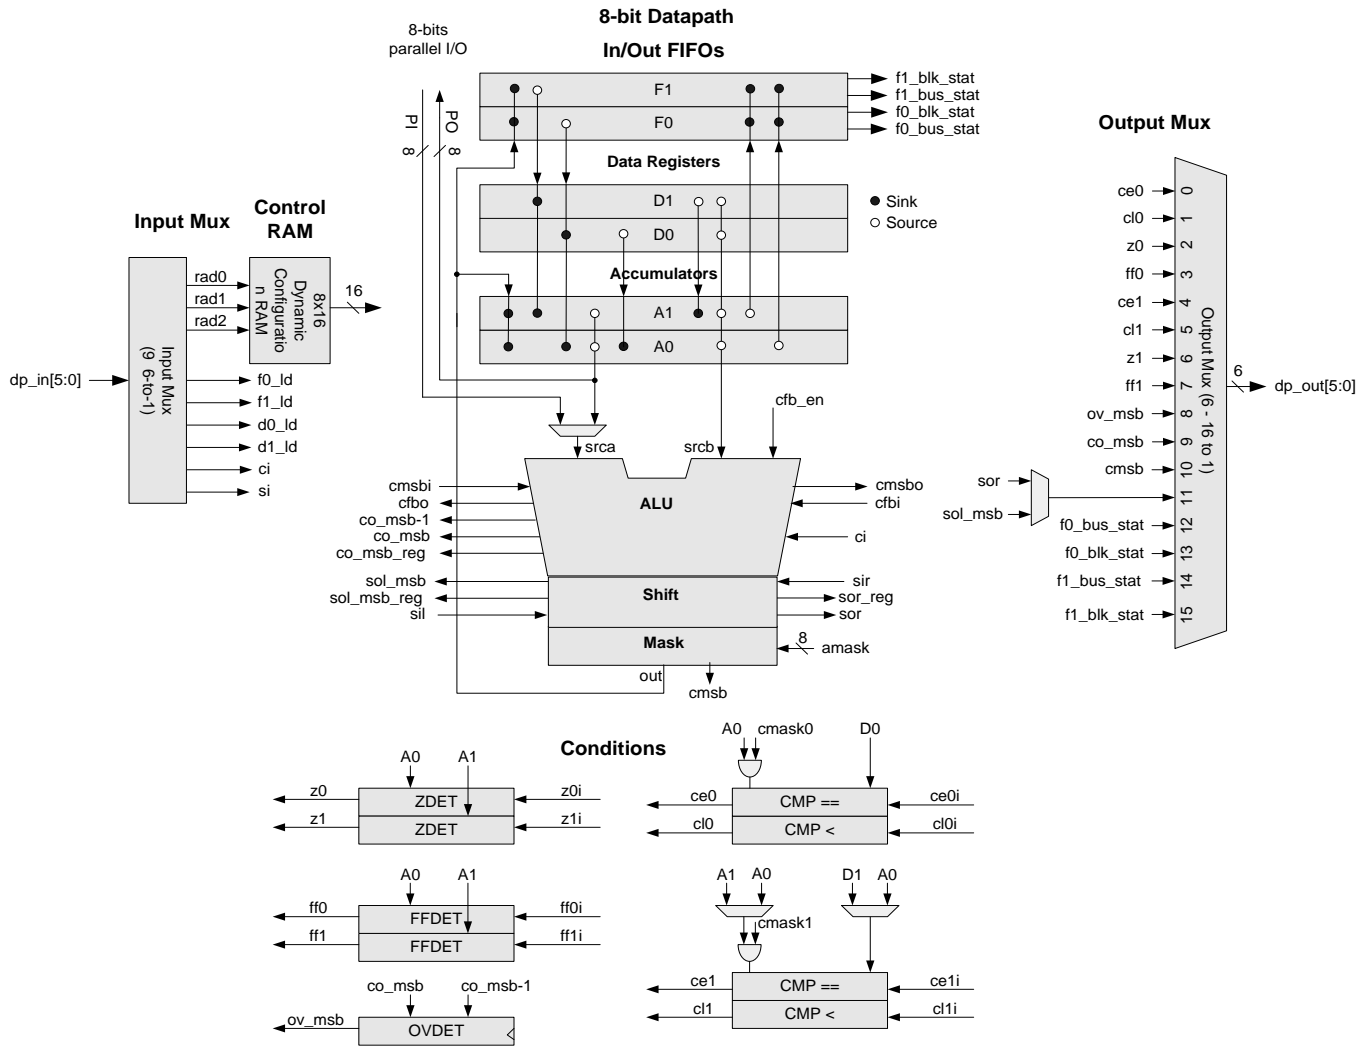 8-bit Datapath
8-bits
parallel I/O
In/Out FIFOs
F1
F0
f1_blk_stat
f1_bus_stat
f0_blk_stat
f0_bus_stat
PI
PO
8
8
Data Registers
D1
D0
Sink
Source
Accumulators
A1
A0
Input Mux
Control
RAM
rad0
rad1
rad2
8x16
Dynamic
Configuratio
n RAM
16
Input Mux
(9 6-to-1)
dp_in[5:0]
f0_ld
f1_ld
d0_ld
d1_ld
ci
si
cfb_en
srca
srcb
ALU
cmsbi
cfbo
co_msb-1
co_msb
co_msb_reg
cmsbo
cfbi
ci
sol_msb
sol_msb_reg
sil
Shift
sir
sor_reg
sor
Mask
8
amask
out
cmsb
Output Mux
ce0
cl0
z0
ff0
ce1
cl1
z1
ff1
ov_msb
co_msb
cmsb
sor
sol_msb
f0_bus_stat
f0_blk_stat
f1_bus_stat
f1_blk_stat
0
1
2
3
4
5
6
7
8
9
10
11
12
13
14
15
Output Mux (6 - 16 to 1)
6
dp_out[5:0]
Conditions
A0
A1
z0
ZDET
z0i
z1
ZDET
z1i
A0
A1
ff0
FFDET
ff0i
ff1
FFDET
ff1i
co_msb
co_msb-1
ov_msb
OVDET
A0
cmask0
D0
ce0
CMP ==
ce0i
cl0
CMP <
cl0i
A1
A0
D1
A0
cmask1
ce1
CMP ==
ce1i
cl1
CMP <
cl1i